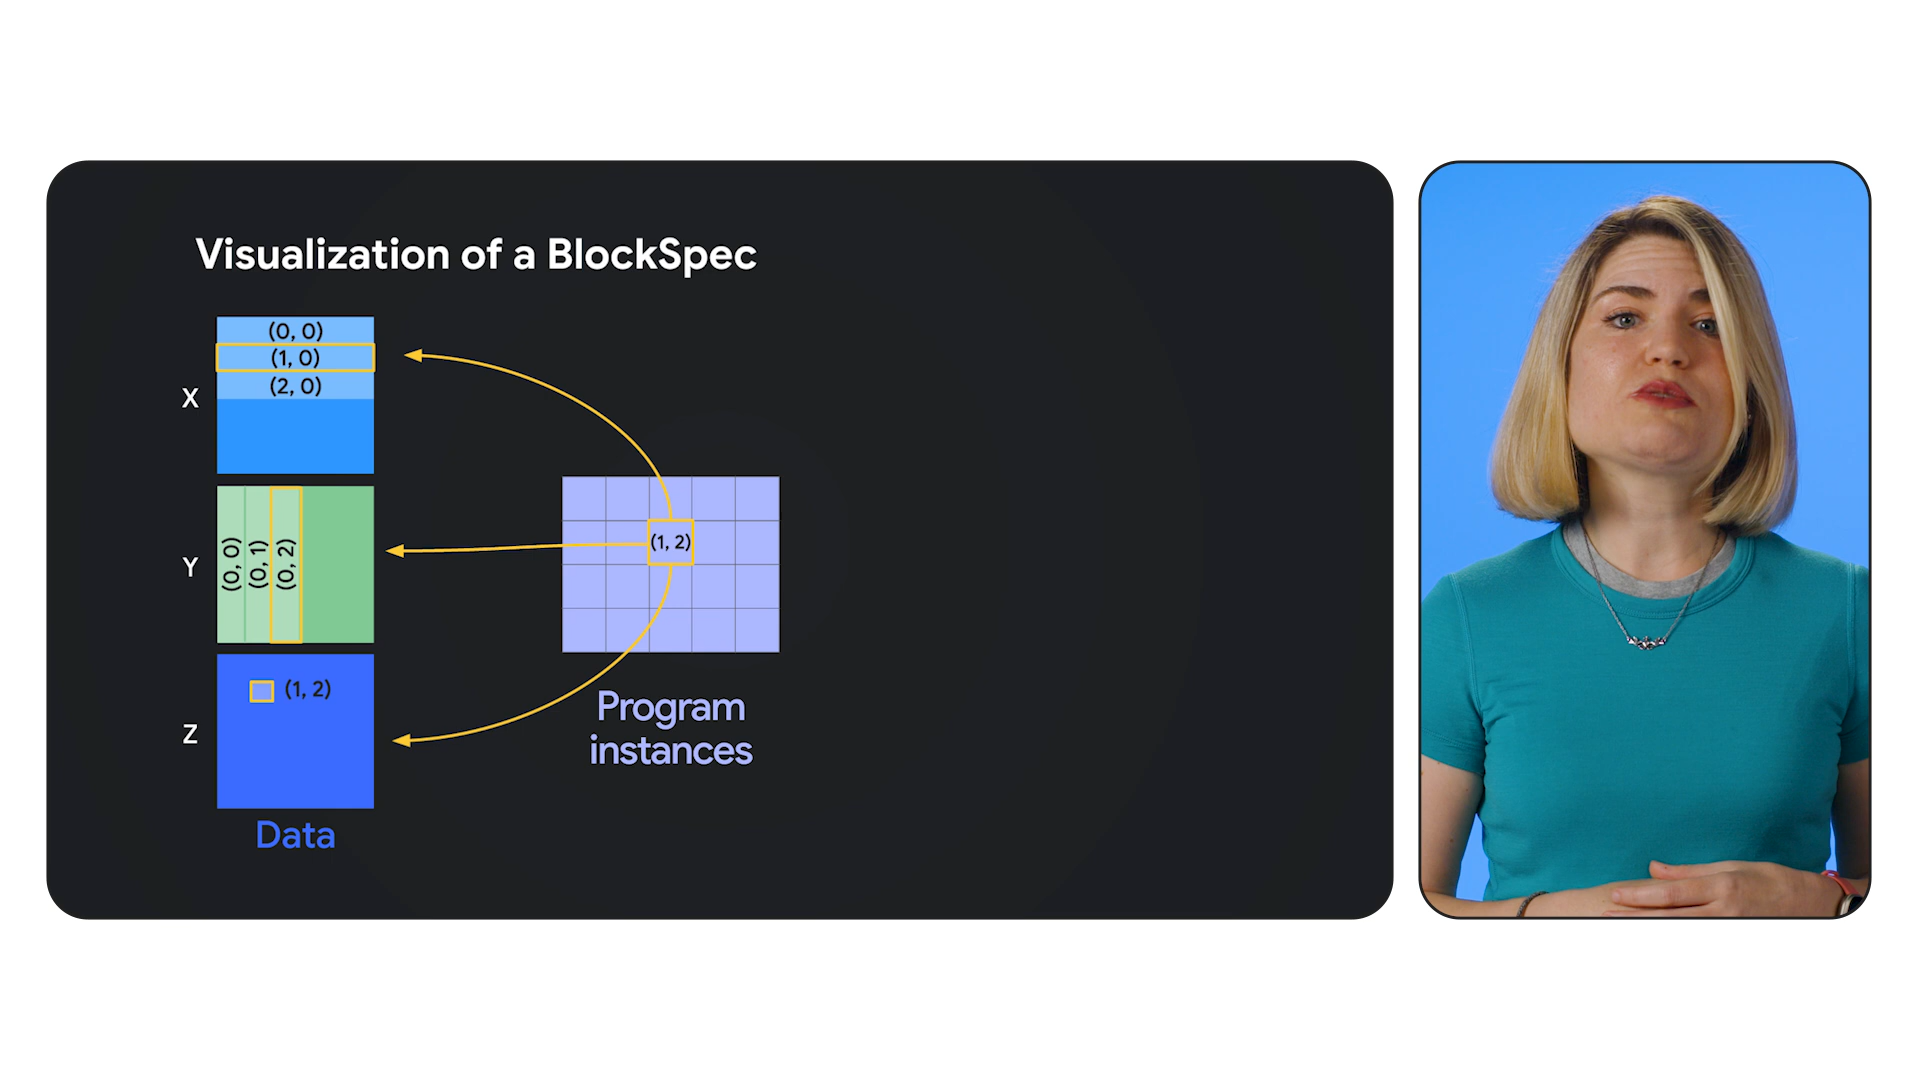 Visualization of a BlockSpec
X
(0, 0)
(1, 0)
(2, 0)
Y
(0, 0)
(0, 1)
(0, 2)
Z
(1, 2)
Data
(1, 2)
Program
instances